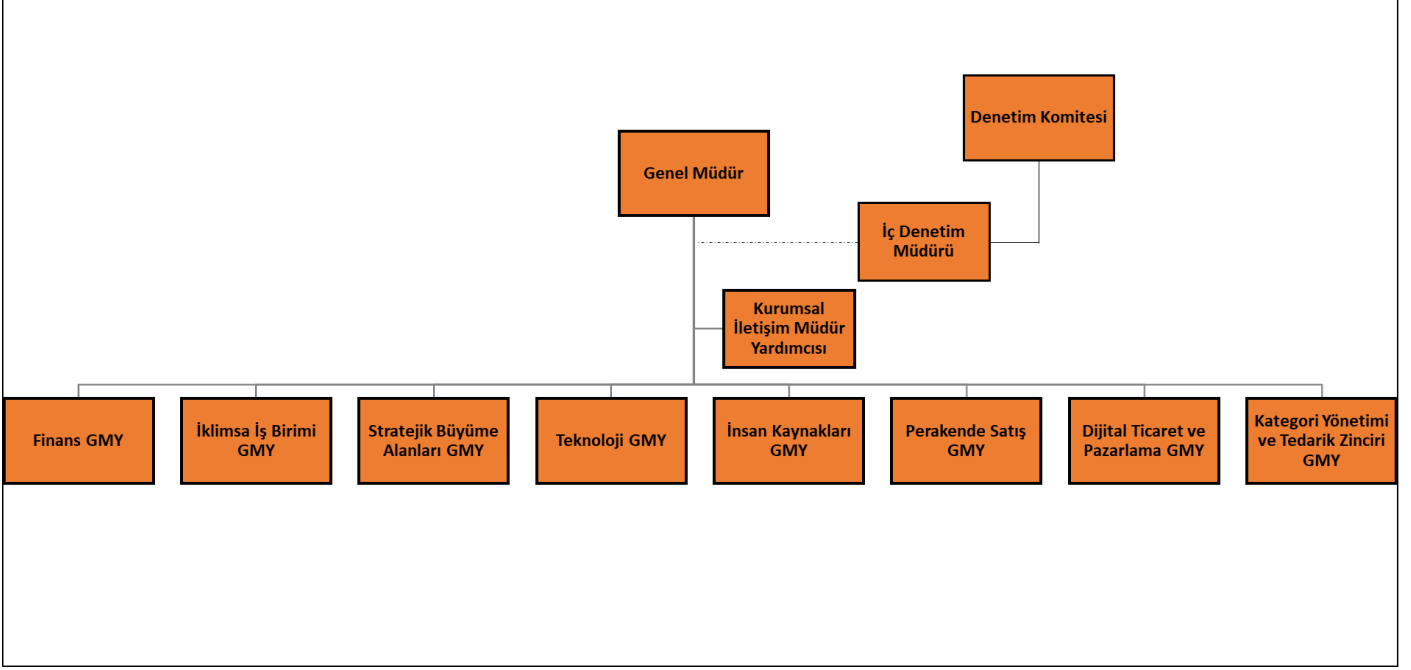 Denetim Komitesi
Genel Müdür
İç Denetim
Müdürü
Kurumsal
İletişim Müdür
Yardımcısı
Finans GMY
İklimsa İş Birimi
GMY
Stratejik Büyüme
Alanları GMY
Teknoloji GMY
İnsan Kaynakları
GMY
Perakende Satış
GMY
Dijital Ticaret ve
Pazarlama GMY
Kategori Yönetimi
ve Tedarik Zinciri
GMY